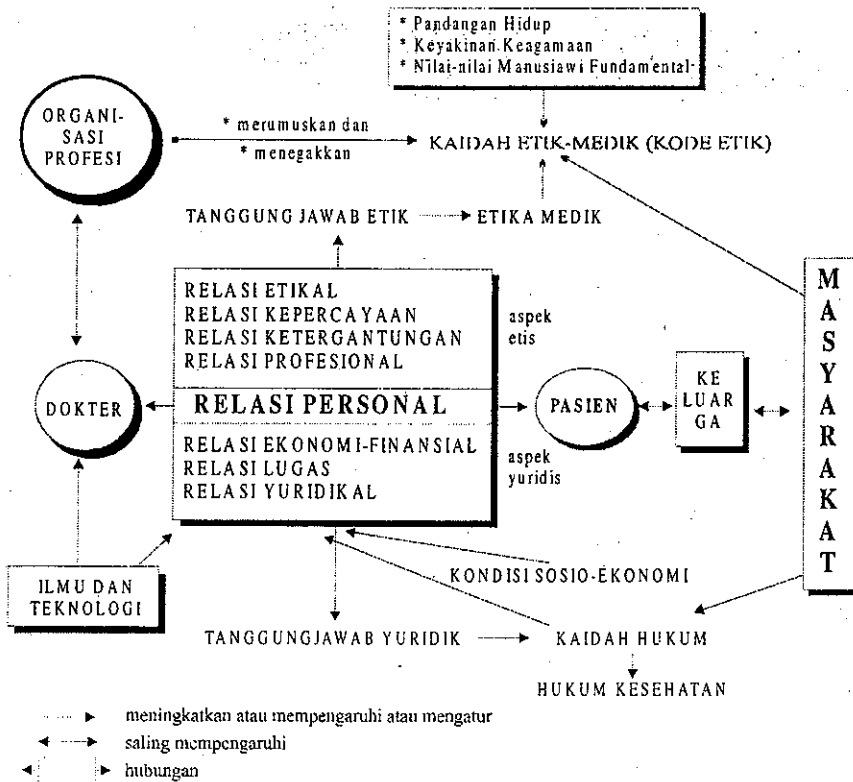 * Pandangan Hidup
* Keyakinan Keagamaan
* Nilai-nilai Manusiawi Fundamental
ORGANI-
SASI
PROFESI
* merumuskan dan
* menegakkan
KAIDAH ETIK-MEDIK (KODE ETIK)
TANGGUNG JAWAB ETIK
ETIKA MEDIK
RELASI ETIKAL
RELASI KEPERCAYAAN
RELASI KETERGANTUNGAN
RELASI PROFESIONAL
aspek
etis
DOKTER
RELASI PERSONAL
PASIEN
KE
LUAR
GA
MASYARAKAT
RELASI EKONOMI-FINANSIAL
RELASI LUGAS
RELASI YURIDIKAL
aspek
yuridis
ILMU DAN
TEKNOLOGI
KONDISI SOSIO-EKONOMI
TANGGUNGJAWAB YURIDIK
KAIDAH HUKUM
HUKUM KESEHATAN
meningkatkan atau mempengaruhi atau mengatur
saling mempengaruhi
hubungan